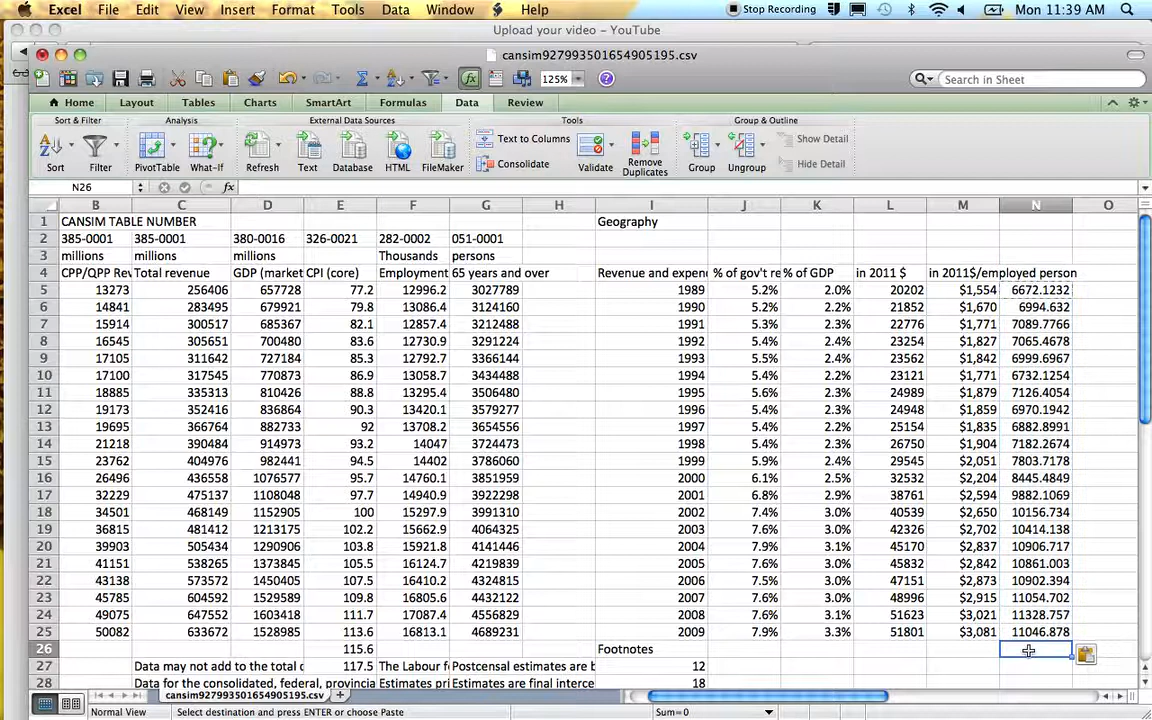 Excel File Edit View Insert Format Tools Data Window Help Stop Recording Mon 11:39 AM
Upload your video – YouTube
cansim927993501654905195.csv
125% Search in Sheet
Home Layout Tables Charts SmartArt Formulas Data Review
Sort & Filter Analysis External Data Sources Tools Group & Outline
Text to Columns Show Detail
Consolidate Hide Detail
Sort Filter PivotTable What-If Refresh Text Database HTML FileMaker Validate Remove Duplicates Group Ungroup
N26 fx
B C D E F G H I J K L M N O
1 CANSIM TABLE NUMBER Geography
2 385-0001 385-0001 380-0016 326-0021 282-0002 051-0001
3 millions millions millions Thousands persons
4 CPP/QPP Rev Total revenue GDP (market CPI (core) Employment 65 years and over Revenue and expen % of gov't re % of GDP in 2011 $ in 2011$/employed person
5 13273 256406 657728 77.2 12996.2 3027789 1989 5.2% 2.0% 20202 $1,554 6672.1232
6 14841 283495 679921 79.8 13086.4 3124160 1990 5.2% 2.2% 21852 $1,670 6994.632
7 15914 300517 685367 82.1 12857.4 3212488 1991 5.3% 2.3% 22776 $1,771 7089.7766
8 16545 305651 700480 83.6 12730.9 3291224 1992 5.4% 2.4% 23254 $1,827 7065.4678
9 17105 311642 727184 85.3 12792.7 3366144 1993 5.5% 2.4% 23562 $1,842 6999.6967
10 17100 317545 770873 86.9 13058.7 3434488 1994 5.4% 2.2% 23121 $1,771 6732.1254
11 18885 335313 810426 88.8 13295.4 3506480 1995 5.6% 2.3% 24989 $1,879 7126.4054
12 19173 352416 836864 90.3 13420.1 3579277 1996 5.4% 2.3% 24948 $1,859 6970.1942
13 19695 366764 882733 92 13708.2 3654556 1997 5.4% 2.2% 25154 $1,835 6882.8991
14 21218 390484 914973 93.2 14047 3724473 1998 5.4% 2.3% 26750 $1,904 7182.2674
15 23762 404976 982441 94.5 14402 3786060 1999 5.9% 2.4% 29545 $2,051 7803.7178
16 26496 436558 1076577 95.7 14760.1 3851959 2000 6.1% 2.5% 32532 $2,204 8445.4849
17 32229 475137 1108048 97.7 14940.9 3922298 2001 6.8% 2.9% 38761 $2,594 9882.1069
18 34501 468149 1152905 100 15297.9 3991310 2002 7.4% 3.0% 40539 $2,650 10156.734
19 36815 481412 1213175 102.2 15662.9 4064325 2003 7.6% 3.0% 42326 $2,702 10414.138
20 39903 505434 1290906 103.8 15921.8 4141446 2004 7.9% 3.1% 45170 $2,837 10906.717
21 41151 538265 1373845 105.5 16124.7 4219839 2005 7.6% 3.0% 45832 $2,842 10861.003
22 43138 573572 1450405 107.5 16410.2 4324815 2006 7.5% 3.0% 47151 $2,873 10902.394
23 45785 604592 1529589 109.8 16805.6 4432122 2007 7.6% 3.0% 48996 $2,915 11054.702
24 49075 647552 1603418 111.7 17087.4 4556829 2008 7.6% 3.1% 51623 $3,021 11328.757
25 50082 633672 1528985 113.6 16813.1 4689231 2009 7.9% 3.3% 51801 $3,081 11046.878
26 115.6 Footnotes
27 Data may not add to the total c 117.5 The Labour f Postcensal estimates are b 12
28 Data for the consolidated, federal, provincia Estimates pri Estimates are final interce 18
cansim927993501654905195.csv
Normal View Select destination and press ENTER or choose Paste Sum=0